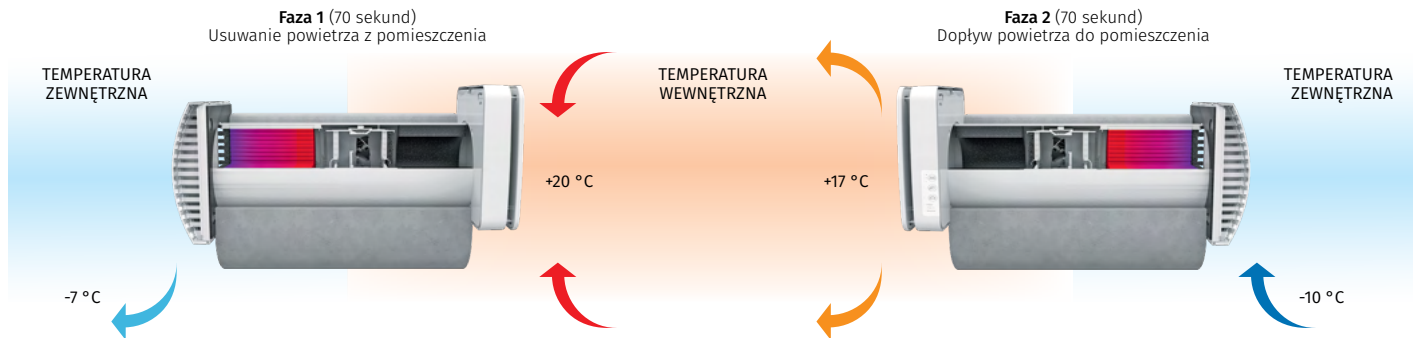 Faza 1 (70 sekund)
Usuwanie powietrza z pomieszczenia
Faza 2 (70 sekund)
Dopływ powietrza do pomieszczenia
TEMPERATURA
ZEWNĘTRZNA
TEMPERATURA
WEWNĘTRZNA
TEMPERATURA
ZEWNĘTRZNA
+20 °C
+17 °C
-7 °C
-10 °C